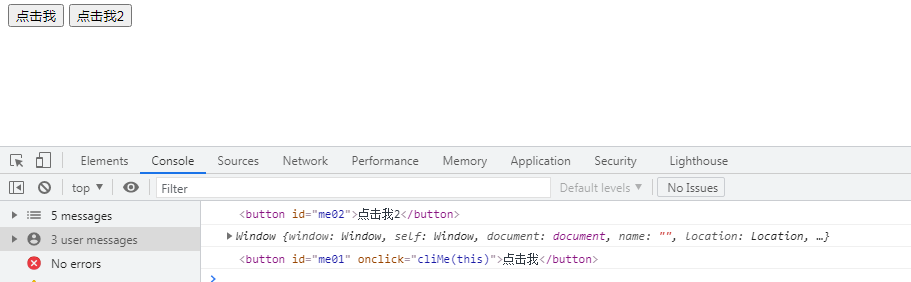 点击我 点击我2
Elements Console Sources Network Performance Memory Application Security Lighthouse
top Filter Default levels No Issues
5 messages
3 user messages
No errors
<button id="me02">点击我2</button>
Window {window: Window, self: Window, document: document, name: "", location: Location, …}
<button id="me01" onclick="cliMe(this)">点击我</button>